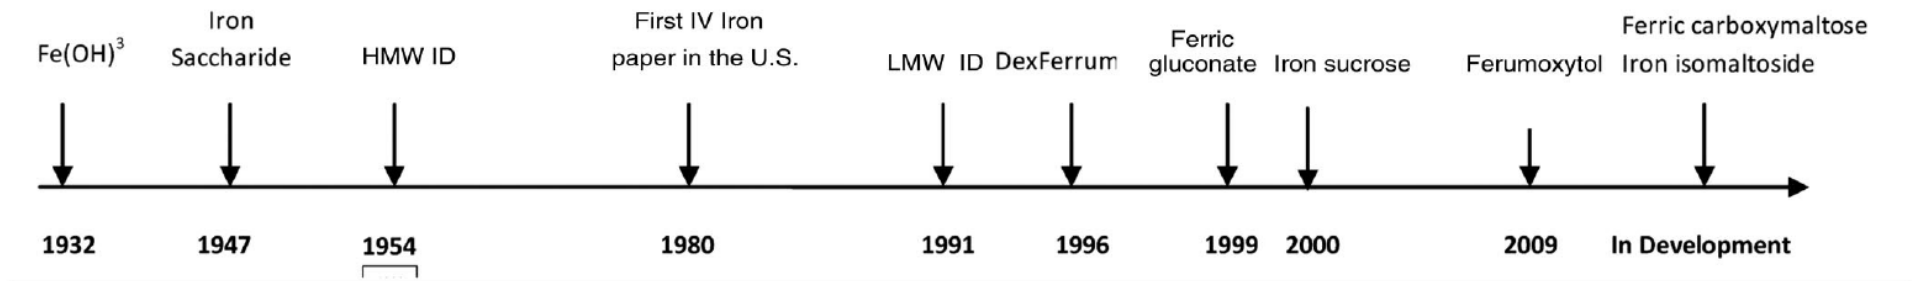 Fe(OH)³
Iron
Saccharide
HMW ID
First IV Iron
paper in the U.S.
LMW ID
DexFerrum
Ferric
gluconate
Iron sucrose
Ferumoxytol
Ferric carboxymaltose
Iron isomaltoside
1932
1947
1954
1980
1991
1996
1999
2000
2009
In Development